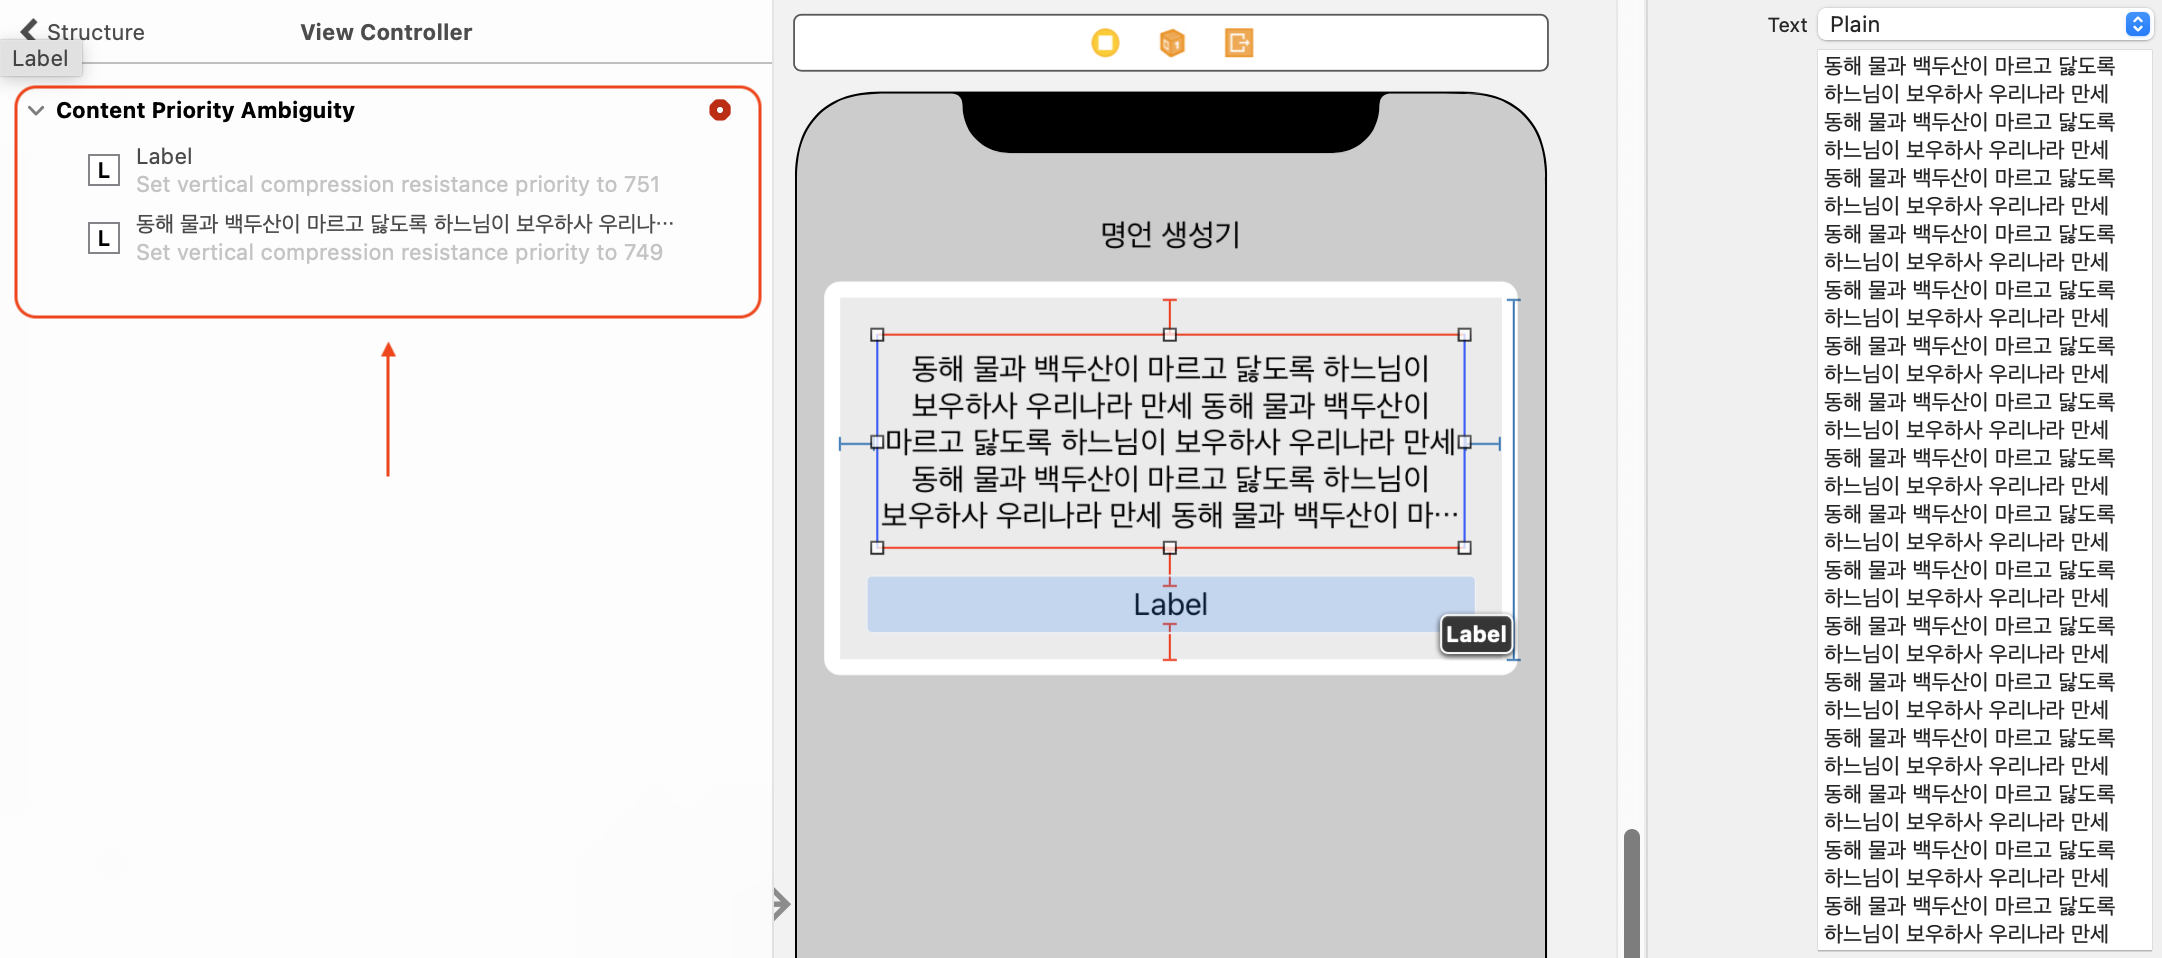 Structure
View Controller
Label
Content Priority Ambiguity
L
Label
Set vertical compression resistance priority to 751
L
동해 물과 백두산이 마르고 닳도록 하느님이 보우하사 우리나…
Set vertical compression resistance priority to 749
명언 생성기
동해 물과 백두산이 마르고 닳도록 하느님이
보우하사 우리나라 만세 동해 물과 백두산이
마르고 닳도록 하느님이 보우하사 우리나라 만세
동해 물과 백두산이 마르고 닳도록 하느님이
보우하사 우리나라 만세 동해 물과 백두산이 마…
Label
Label
Text
Plain
동해 물과 백두산이 마르고 닳도록
하느님이 보우하사 우리나라 만세
동해 물과 백두산이 마르고 닳도록
하느님이 보우하사 우리나라 만세
동해 물과 백두산이 마르고 닳도록
하느님이 보우하사 우리나라 만세
동해 물과 백두산이 마르고 닳도록
하느님이 보우하사 우리나라 만세
동해 물과 백두산이 마르고 닳도록
하느님이 보우하사 우리나라 만세
동해 물과 백두산이 마르고 닳도록
하느님이 보우하사 우리나라 만세
동해 물과 백두산이 마르고 닳도록
하느님이 보우하사 우리나라 만세
동해 물과 백두산이 마르고 닳도록
하느님이 보우하사 우리나라 만세
동해 물과 백두산이 마르고 닳도록
하느님이 보우하사 우리나라 만세
동해 물과 백두산이 마르고 닳도록
하느님이 보우하사 우리나라 만세
동해 물과 백두산이 마르고 닳도록
하느님이 보우하사 우리나라 만세
동해 물과 백두산이 마르고 닳도록
하느님이 보우하사 우리나라 만세
동해 물과 백두산이 마르고 닳도록
하느님이 보우하사 우리나라 만세
동해 물과 백두산이 마르고 닳도록
하느님이 보우하사 우리나라 만세
동해 물과 백두산이 마르고 닳도록
하느님이 보우하사 우리나라 만세
동해 물과 백두산이 마르고 닳도록
하느님이 보우하사 우리나라 만세